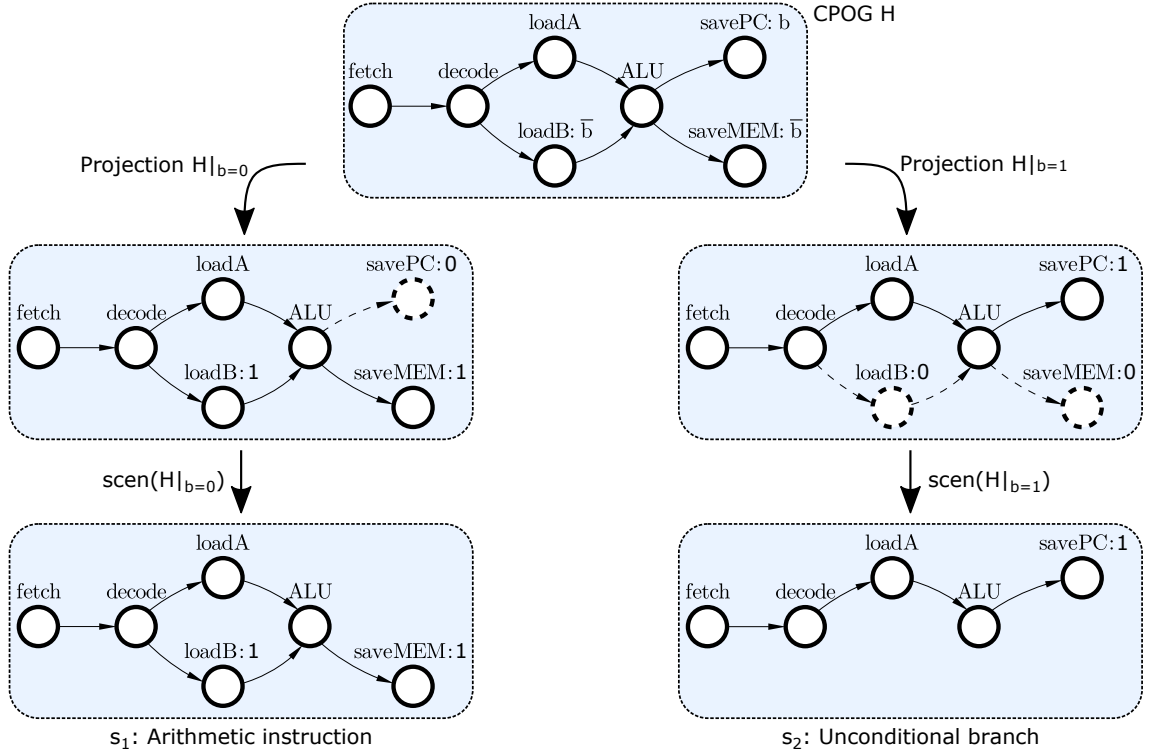 CPOG H
loadA
savePC: b
fetch
decode
ALU
loadB: b̅
saveMEM: b̅
Projection H|b=0
Projection H|b=1
loadA
savePC:0
fetch
decode
ALU
loadB:1
saveMEM:1
loadA
savePC:1
fetch
decode
ALU
loadB:0
saveMEM:0
scen(H|b=0)
scen(H|b=1)
loadA
fetch
decode
ALU
loadB:1
saveMEM:1
loadA
savePC:1
fetch
decode
ALU
s1: Arithmetic instruction
s2: Unconditional branch